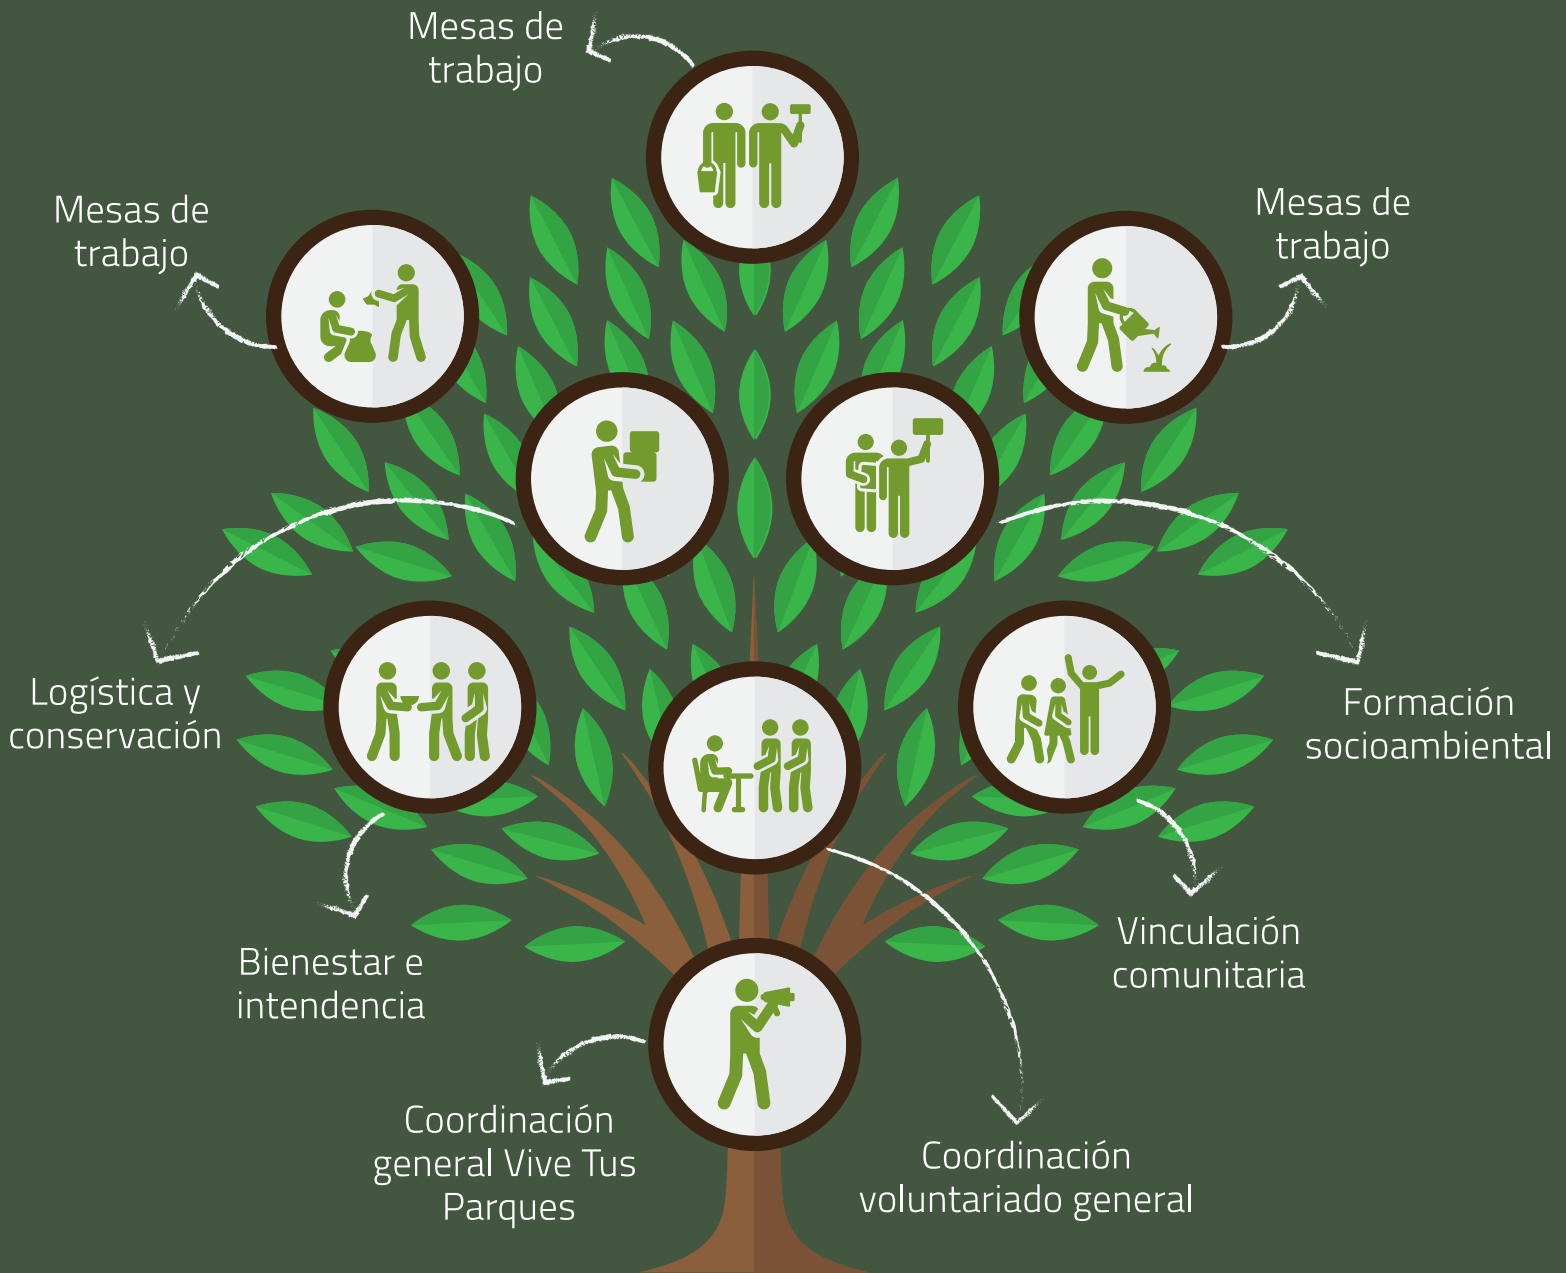 Mesas de
trabajo
Mesas de
trabajo
Mesas de
trabajo
Logística y
conservación
Formación
socioambiental
Bienestar e
intendencia
Vinculación
comunitaria
Coordinación
general Vive Tus
Parques
Coordinación
voluntariado general